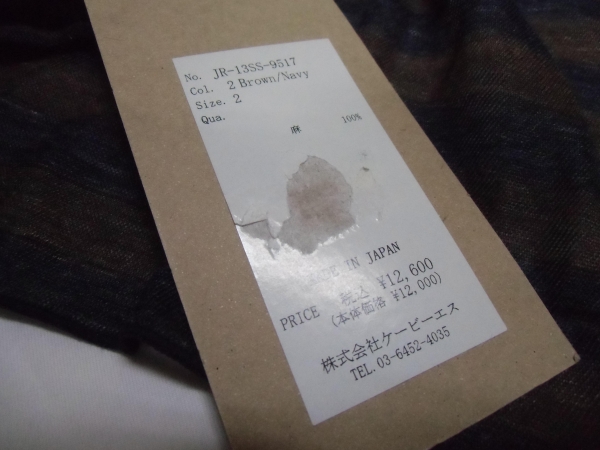 No. JR-13SS-9517
Col. 2 Brown/Navy
Size. 2
Qua.
麻 100%
IN JAPAN
PRICE 税込 ¥12,600
(本体価格 ¥12,000)
株式会社ケービーエス
TEL. 03-6452-4035